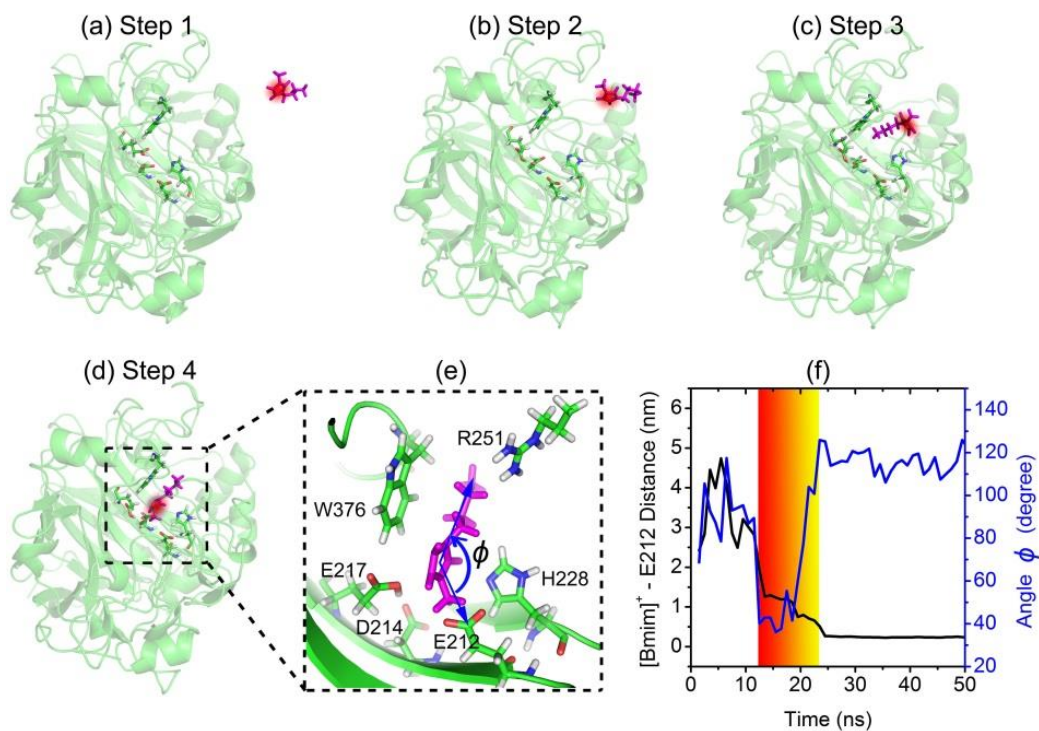 (a) Step 1
(b) Step 2
(c) Step 3
(d) Step 4
(e)
R251
W376
ϕ
E217
H228
D214
E212
(f)
[Bmim]⁺ - E212 Distance (nm)
6
5
4
3
2
1
0
140
120
100
80
60
40
20
Angle ϕ (degree)
0 10 20 30 40 50
Time (ns)